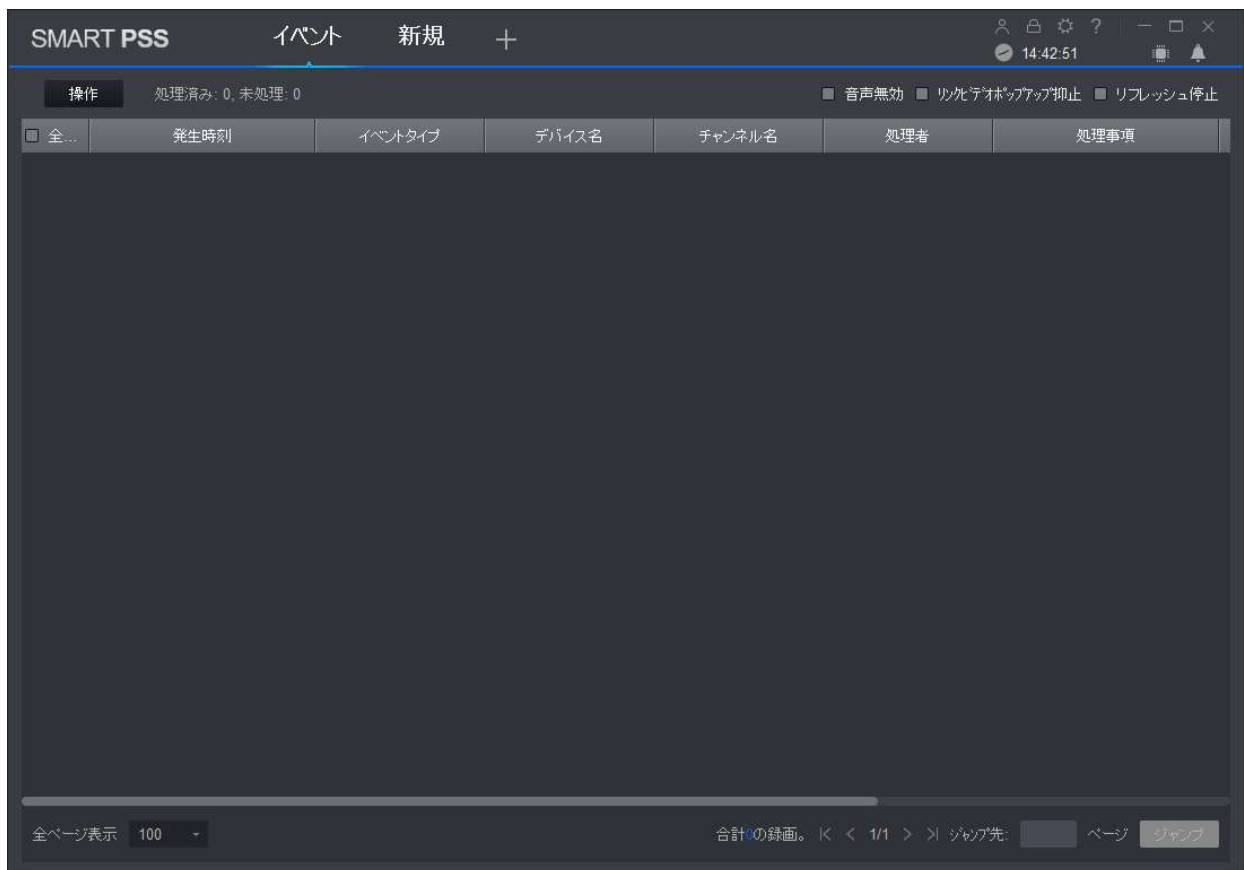 SMART PSS イベント 新規 ＋ ?
14:42:51
操作 処理済み: 0, 未処理: 0 音声無効 ﾘﾝｸﾋﾞﾃﾞｵﾎﾟｯﾌﾟｱｯﾌﾟ抑止 リフレッシュ停止
全... 発生時刻 イベントタイプ デバイス名 チャンネル名 処理者 処理事項
全ページ表示 100 合計0の録画。 1/1 ｼﾞｬﾝﾌﾟ先: ページ ジャンプ